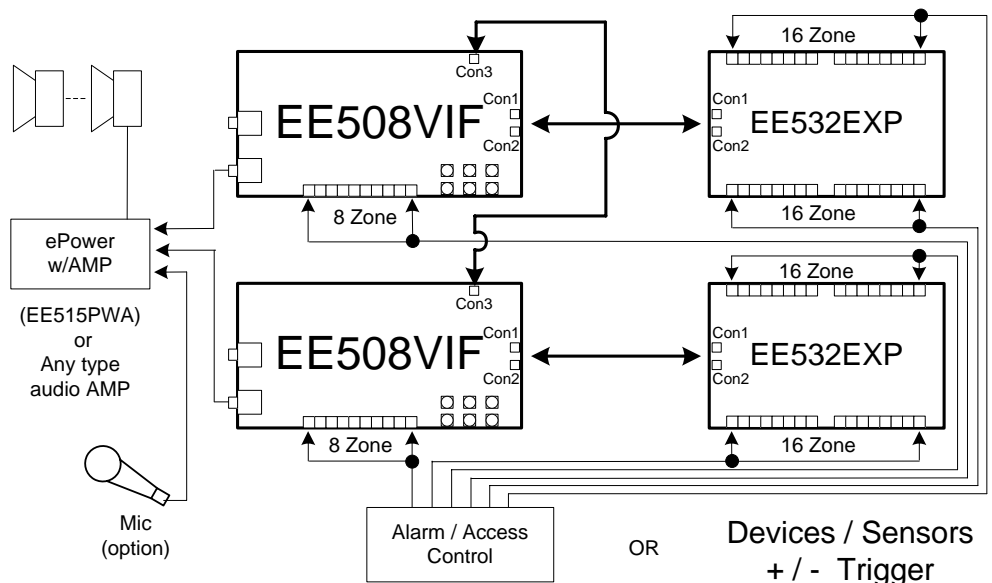 16 Zone
Con3
EE508VIF
Con1
Con2
8 Zone
Con1
Con2
EE532EXP
16 Zone
ePower
w/AMP
(EE515PWA)
or
Any type
audio AMP
Con3
EE508VIF
Con1
Con2
8 Zone
16 Zone
Con1
Con2
EE532EXP
16 Zone
Mic
(option)
Alarm / Access
Control
OR
Devices / Sensors
+ / - Trigger